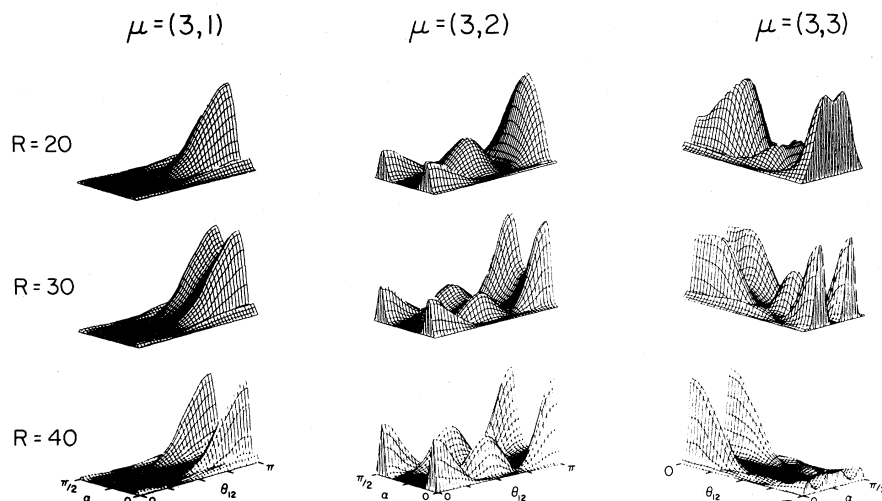 μ=(3,1) μ=(3,2) μ=(3,3)
R = 20
R = 30
R = 40
π/2 α 0 0 θ12 π
π/2 α 0 0 θ12 π
0 θ12 α π/2